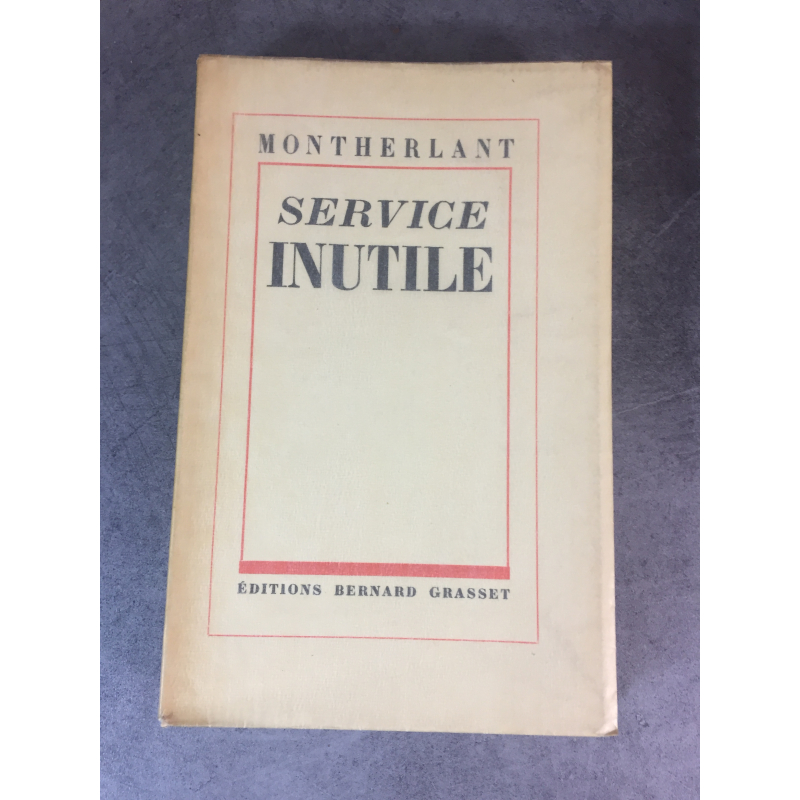 MONTHERLANT
SERVICE
INUTILE
ÉDITIONS BERNARD GRASSET